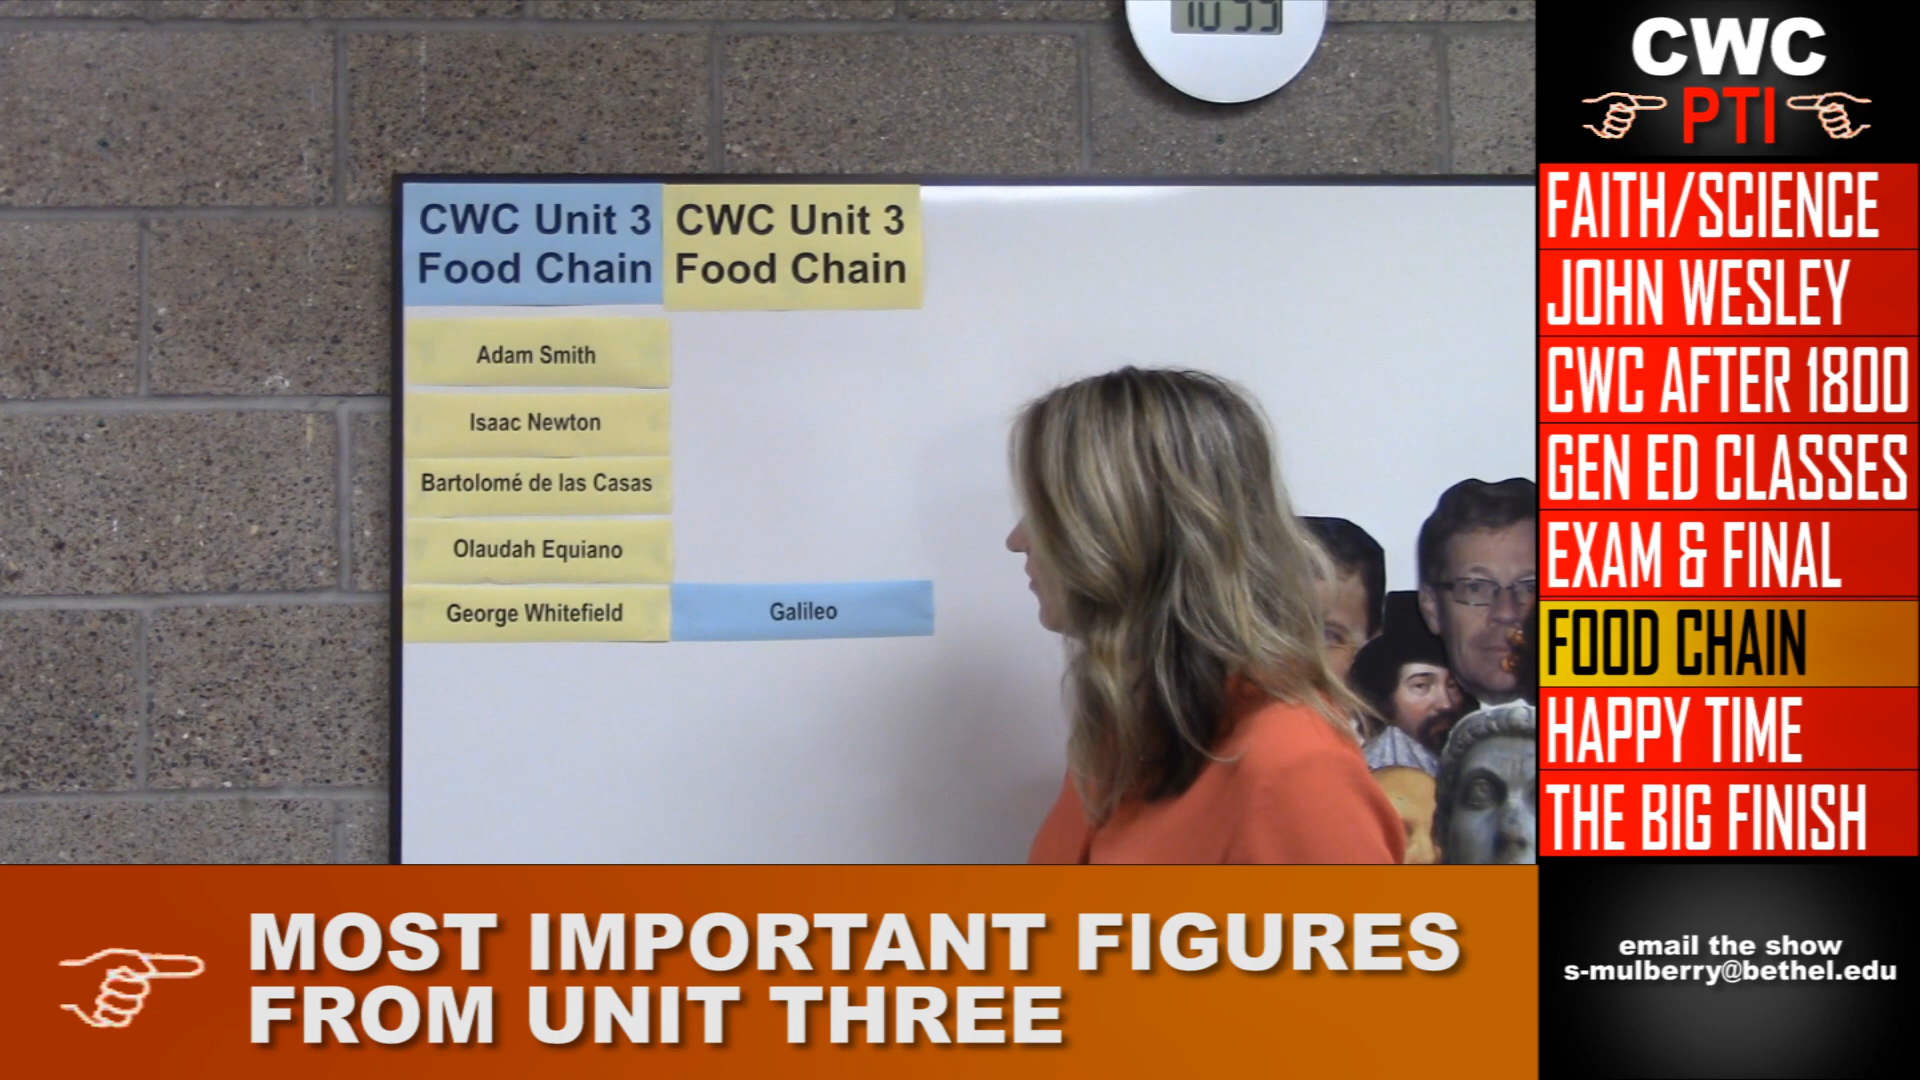 10 59
CWC
PTI
CWC Unit 3
Food Chain
CWC Unit 3
Food Chain
Adam Smith
Isaac Newton
Bartolomé de las Casas
Olaudah Equiano
George Whitefield
Galileo
FAITH/SCIENCE
JOHN WESLEY
CWC AFTER 1800
GEN ED CLASSES
EXAM & FINAL
FOOD CHAIN
HAPPY TIME
THE BIG FINISH
MOST IMPORTANT FIGURES
FROM UNIT THREE
email the show
s-mulberry@bethel.edu